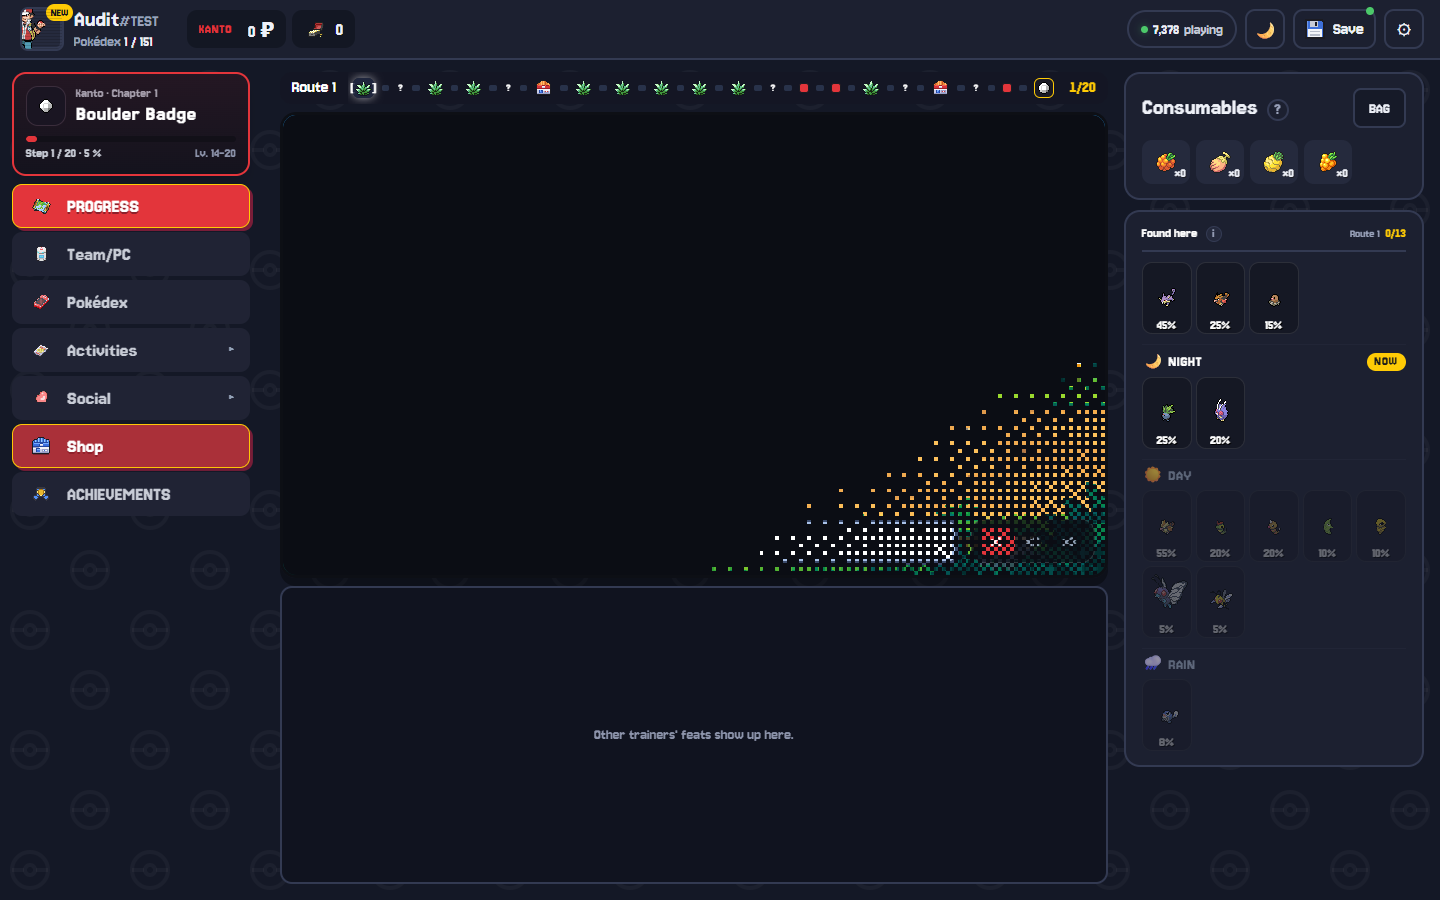 NEW
Audit#TEST
Pokédex 1 / 151
KANTO 0 ₽
0
7,378 playing
Save
Kanto · Chapter 1
Boulder Badge
Step 1 / 20 · 5 %
Lv. 14-20
PROGRESS
Team/PC
Pokédex
Activities
Social
Shop
ACHIEVEMENTS
Route 1 [ ] ? ? ? ? ? 1/20
Consumables ?
BAG
x0 x0 x0 x0
Found here i
Route 1 0/13
45% 25% 15%
NIGHT
NOW
25% 20%
DAY
55% 20% 20% 10% 10%
5% 5%
RAIN
8%
Other trainers' feats show up here.